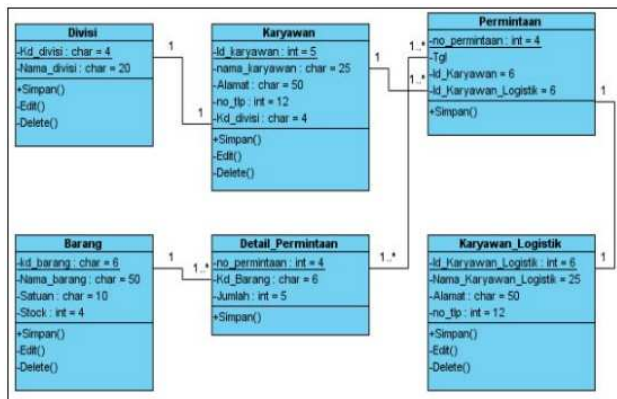 Divisi
-Kd_divisi : char = 4
-Nama_divisi : char = 20
+Simpan()
-Edit()
-Delete()
1
1
Karyawan
-Id_karyawan : int = 5
-nama_karyawan : char = 25
-Alamat : char = 50
-no_tlp : int = 12
-Kd_divisi : char = 4
+Simpan()
-Edit()
-Delete()
1
1..*
1..*
Permintaan
-no_permintaan : int = 4
-Tgl
-Id_Karyawan = 6
-Id_Karyawan_Logistik = 6
+Simpan()
1
Barang
-kd_barang : char = 6
-Nama_barang : char = 50
-Satuan : char = 10
-Stock : int = 4
+Simpan()
-Edit()
-Delete()
1
1..*
Detail_Permintaan
-no_permintaan : int = 4
-Kd_Barang : char = 6
-Jumlah : int = 5
+Simpan()
1..*
Karyawan_Logistik
-Id_Karyawan_Logistik : int = 6
-Nama_Karyawan_Logistik = 25
-Alamat : char = 50
-no_tlp : int = 12
+Simpan()
-Edit()
-Delete()
1